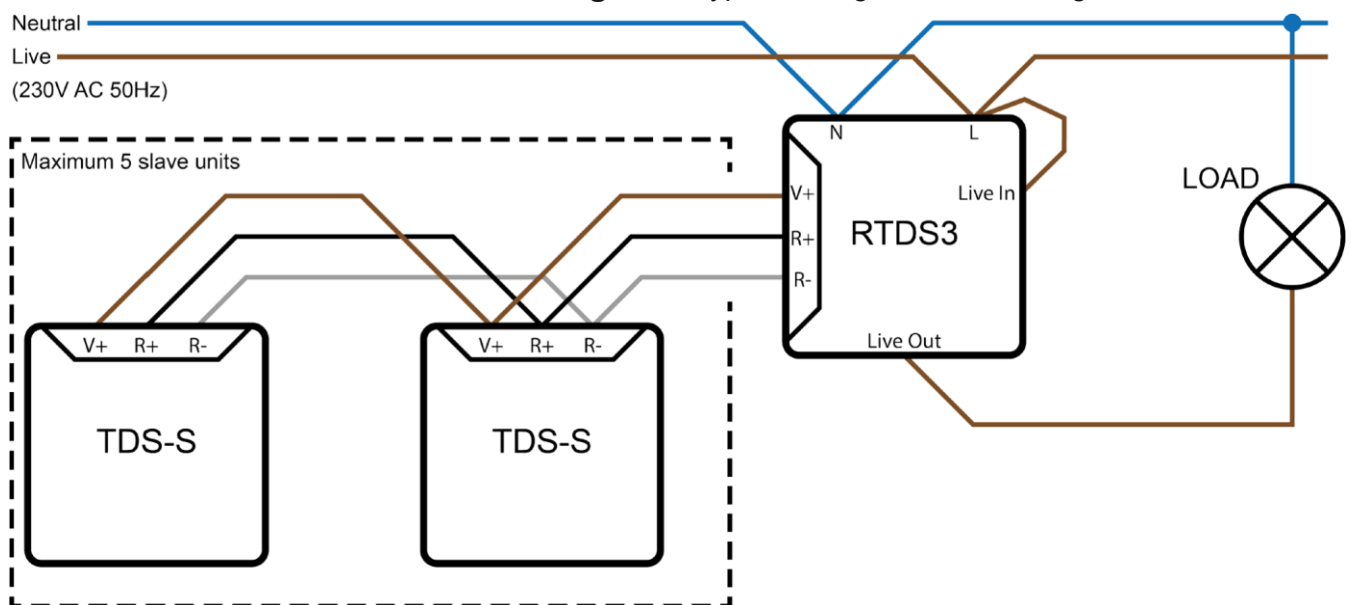 Neutral
Live
(230V AC 50Hz)
Maximum 5 slave units
N
L
V+
Live In
LOAD
R+
RTDS3
R-
Live Out
V+ R+ R-
V+ R+ R-
TDS-S
TDS-S